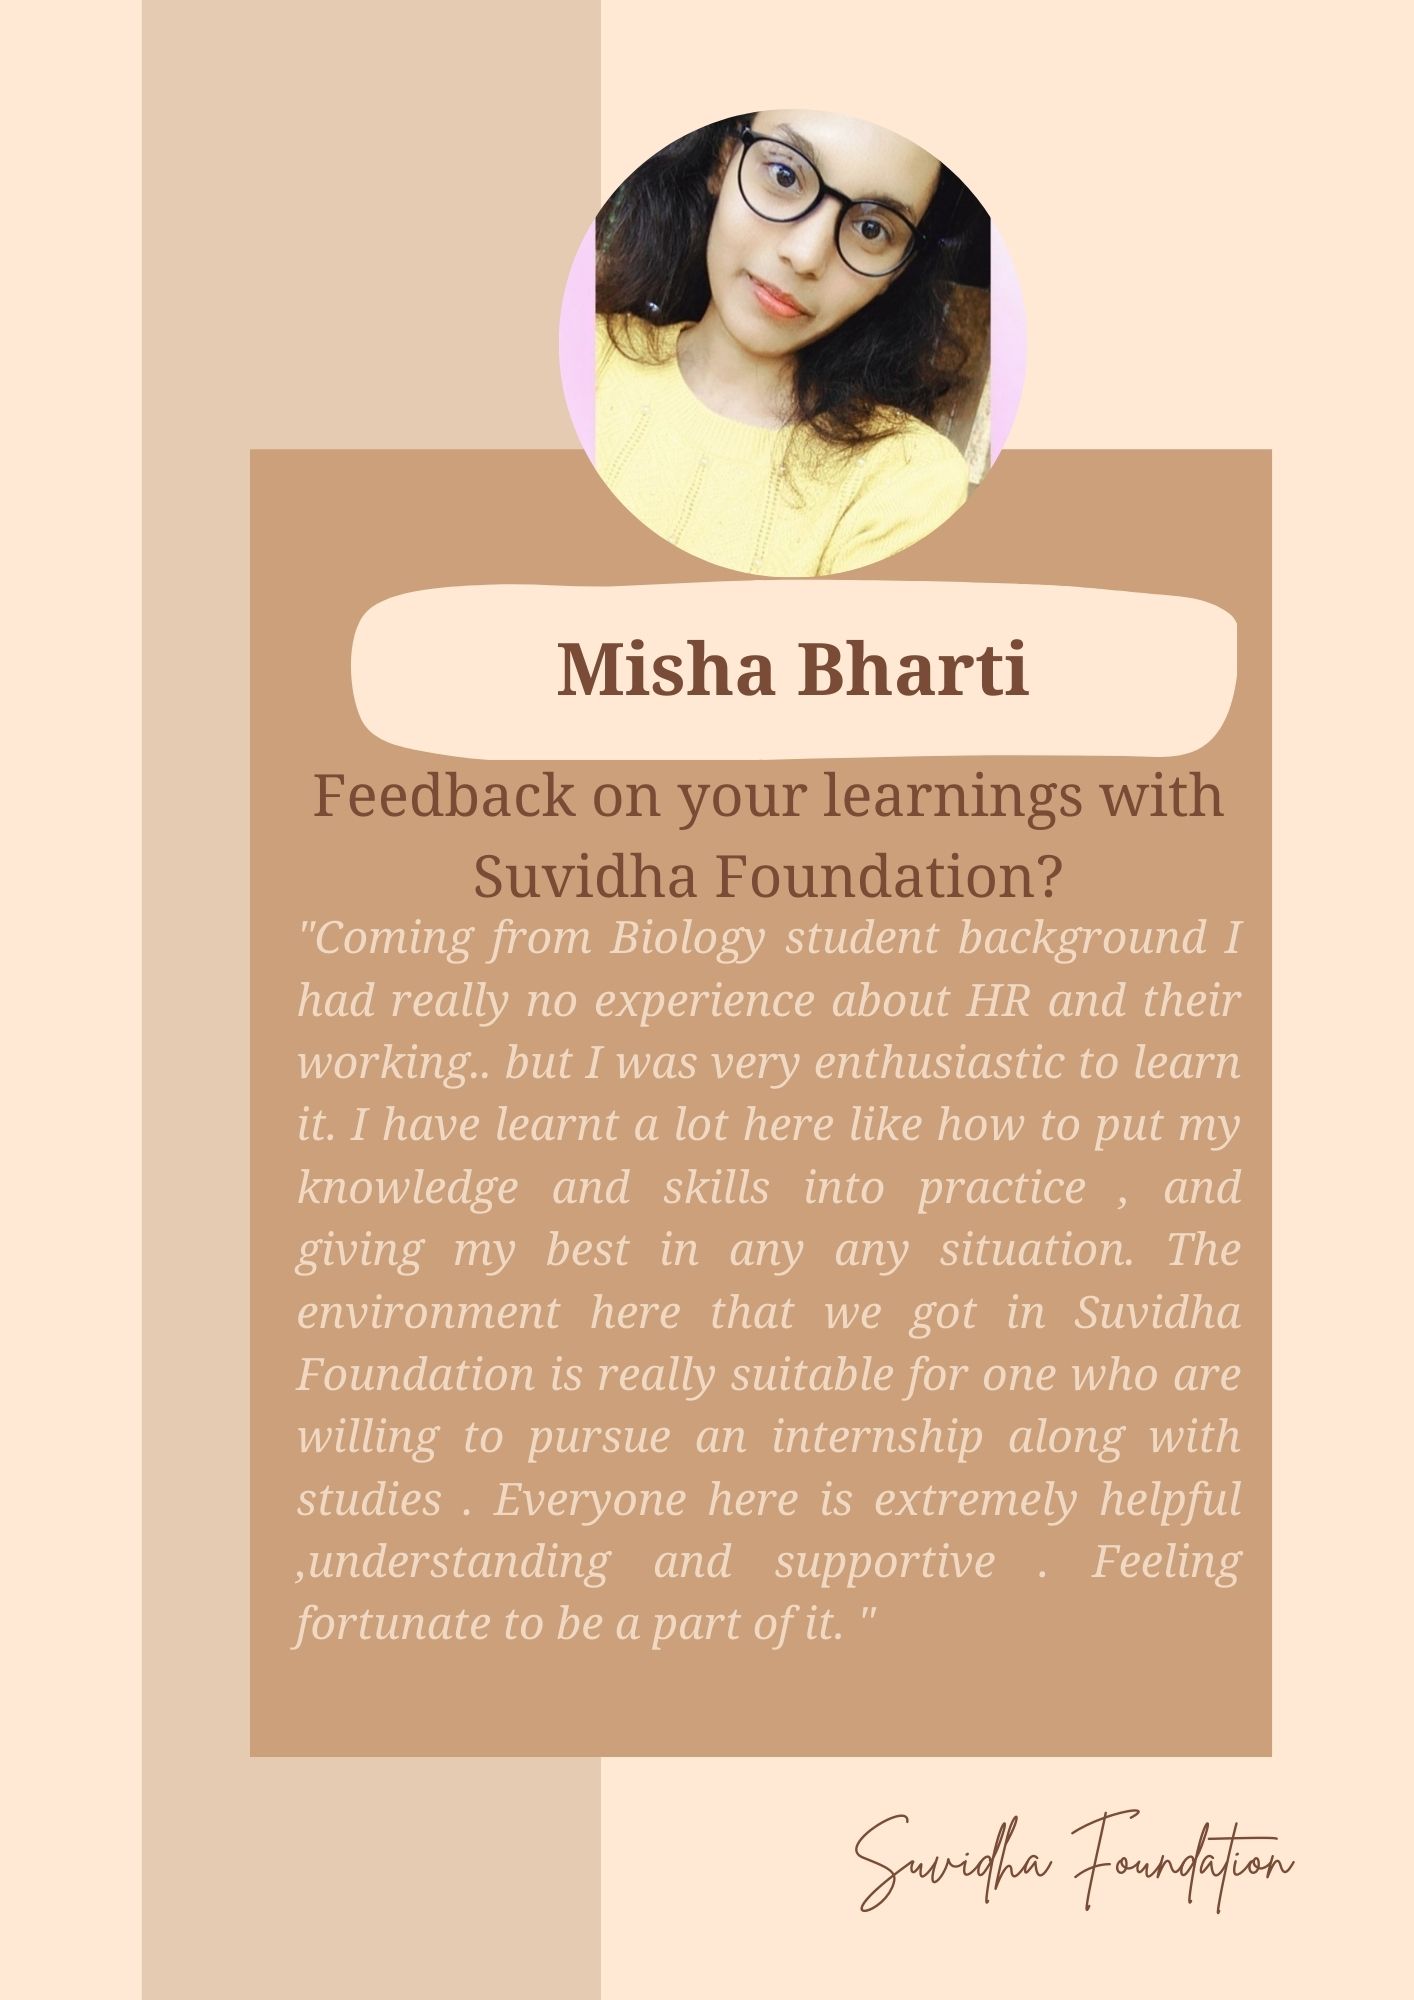 Misha Bharti
Feedback on your learnings with
Suvidha Foundation?
"Coming from Biology student background I
had really no experience about HR and their
working.. but I was very enthusiastic to learn
it. I have learnt a lot here like how to put my
knowledge and skills into practice , and
giving my best in any any situation. The
environment here that we got in Suvidha
Foundation is really suitable for one who are
willing to pursue an internship along with
studies . Everyone here is extremely helpful
,understanding and supportive . Feeling
fortunate to be a part of it. "
Suvidha Foundation